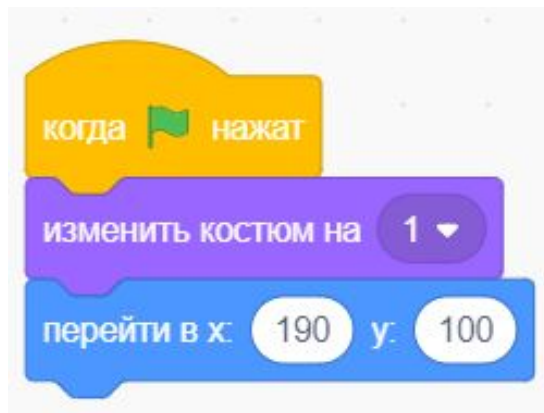 когда нажат
изменить костюм на 1
перейти в x: 190 y: 100